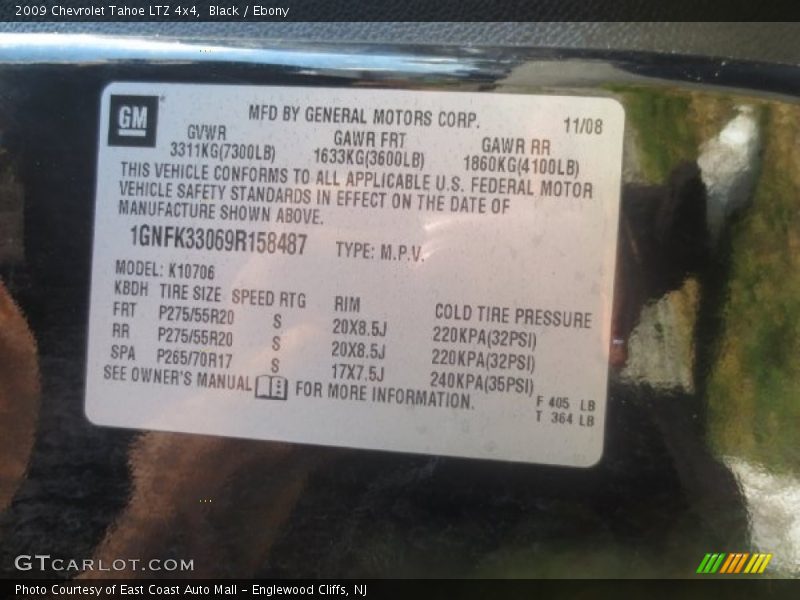 2009 Chevrolet Tahoe LTZ 4x4, Black / Ebony
GM
MFD BY GENERAL MOTORS CORP. 11/08
GVWR GAWR FRT GAWR RR
3311KG(7300LB) 1633KG(3600LB) 1860KG(4100LB)
THIS VEHICLE CONFORMS TO ALL APPLICABLE U.S. FEDERAL MOTOR
VEHICLE SAFETY STANDARDS IN EFFECT ON THE DATE OF
MANUFACTURE SHOWN ABOVE.
1GNFK33069R158487 TYPE: M.P.V.
MODEL: K10706
KBDH TIRE SIZE SPEED RTG RIM COLD TIRE PRESSURE
FRT P275/55R20 S 20X8.5J 220KPA(32PSI)
RR P275/55R20 S 20X8.5J 220KPA(32PSI)
SPA P265/70R17 S 17X7.5J 240KPA(35PSI)
SEE OWNER'S MANUAL FOR MORE INFORMATION.
F 405 LB
T 364 LB
GTCARLOT.COM
Photo Courtesy of East Coast Auto Mall - Englewood Cliffs, NJ